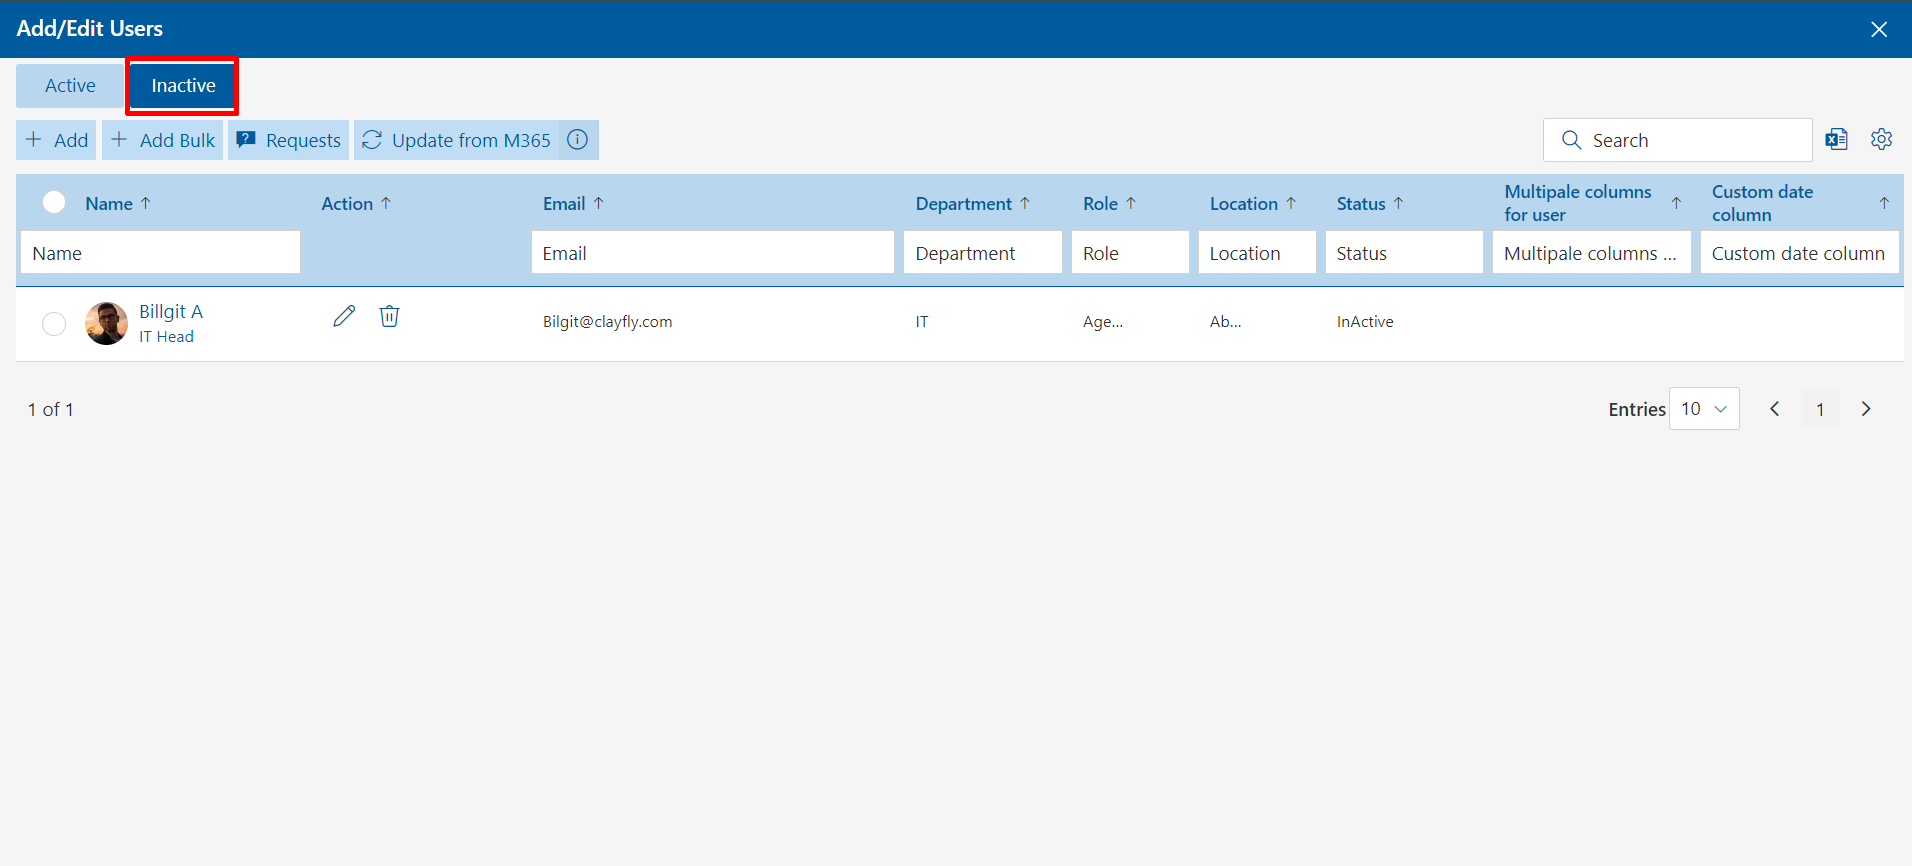 Add/Edit Users
Active
Inactive
Add
Add Bulk
Requests
Update from M365
Search
Name
Action
Email
Department
Role
Location
Status
Multipale columns
for user
Custom date
column
Name
Email
Department
Role
Location
Status
Multipale columns ...
Custom date column
Billgit A
IT Head
Bilgit@clayfly.com
IT
Age...
Ab...
InActive
1 of 1
Entries
10
1